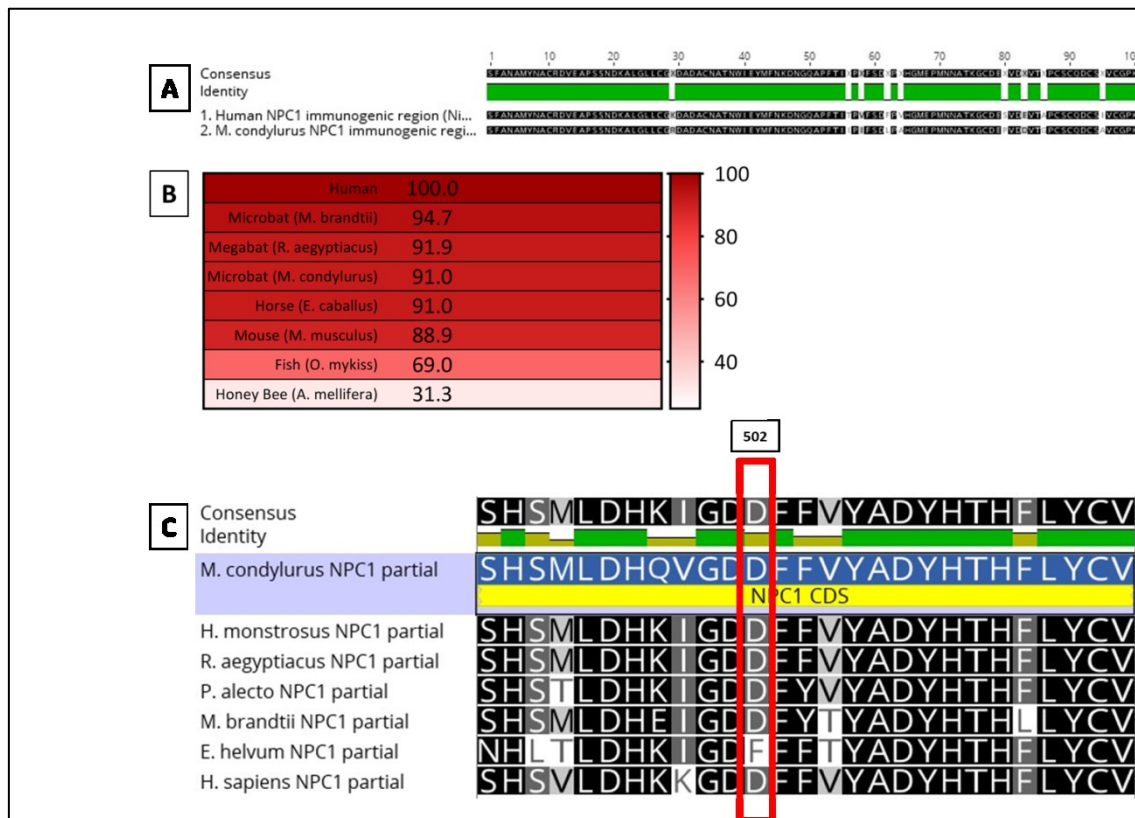 1 10 20 30 40 50 60 70 80 90 100
A
Consensus
Identity
1. Human NPC1 immunogenic region (Ni...
2. M. condylurus NPC1 immunogenic regi...
B
Human 100.0
Microbat (M. brandtii) 94.7
Megabat (R. aegyptiacus) 91.9
Microbat (M. condylurus) 91.0
Horse (E. caballus) 91.0
Mouse (M. musculus) 88.9
Fish (O. mykiss) 69.0
Honey Bee (A. mellifera) 31.3
100
80
60
40
502
C
Consensus SHSMLDHKIGDDFFVYADYHTHFLYCV
Identity
M. condylurus NPC1 partial SHSMLDHQVGDDFFVYADYHTHFLYCV
NPC1 CDS
H. monstrosus NPC1 partial SHSMLDHKIGDDFFVYADYHTHFLYCV
R. aegyptiacus NPC1 partial SHSMLDHKIGDDFFVYADYHTHFLYCV
P. alecto NPC1 partial SHSTLDHKIGDDFYVYADYHTHFLYCV
M. brandtii NPC1 partial SHSMLDHEIGDDFYTYADYHTHLLYCV
E. helvum NPC1 partial NHLTLDHKIGDFFFTYADYHTHFLYCV
H. sapiens NPC1 partial SHSVLDHKKGDDFFVYADYHTHFLYCV